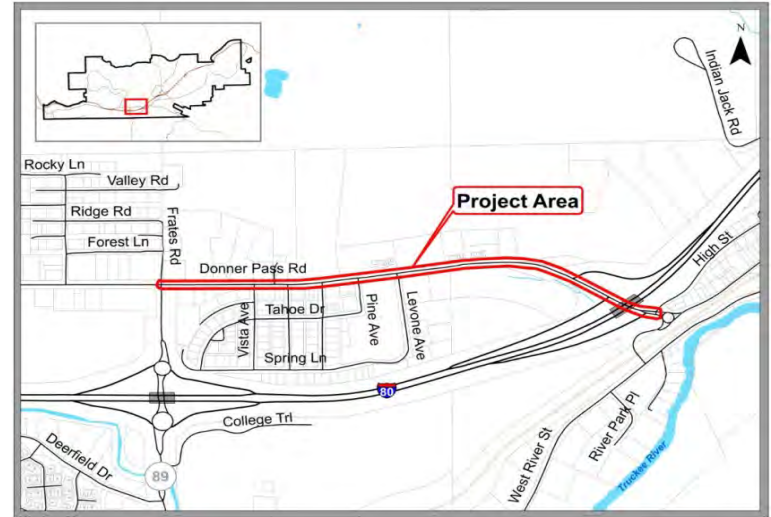 N
Indian Jack Rd
Rocky Ln
Valley Rd
Ridge Rd
Forest Ln
Frates Rd
Project Area
High St
Donner Pass Rd
Vista Ave
Tahoe Dr
Pine Ave
Levone Ave
Spring Ln
80
College Trl
River Park Pl
West River St
Truckee River
Deerfield Dr
89